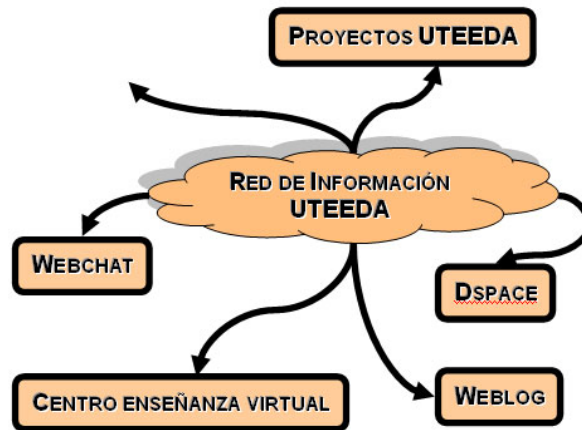 PROYECTOS UTEEDA
RED DE INFORMACIÓN
UTEEDA
WEBCHAT
DSPACE
CENTRO ENSEÑANZA VIRTUAL
WEBLOG